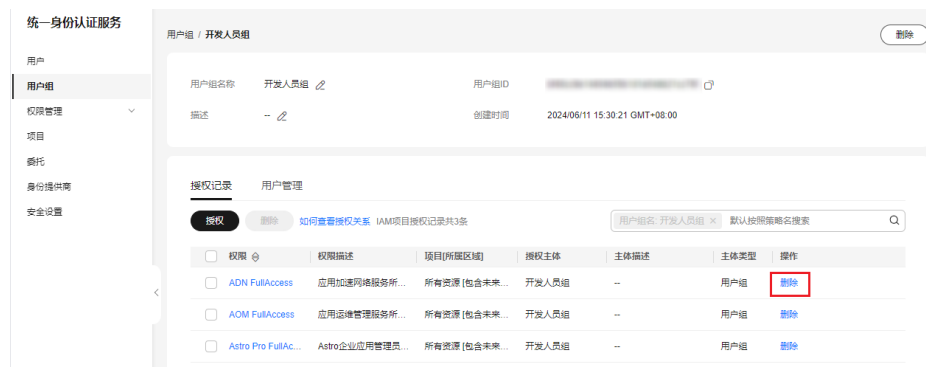 统一身份认证服务
用户
用户组
权限管理
项目
委托
身份提供商
安全设置
用户组 / 开发人员组
删除
用户组名称 开发人员组 用户组ID
描述 -- 创建时间 2024/06/11 15:30:21 GMT+08:00
授权记录 用户管理
授权 删除 如何查看授权关系 IAM项目授权记录共3条 用户组名: 开发人员组 × 默认按照策略名搜索
权限 权限描述 项目[所属区域] 授权主体 主体描述 主体类型 操作
ADN FullAccess 应用加速网络服务所... 所有资源 [包含未来... 开发人员组 -- 用户组 删除
AOM FullAccess 应用运维管理服务所... 所有资源 [包含未来... 开发人员组 -- 用户组 删除
Astro Pro FullAc... Astro企业应用管理员... 所有资源 [包含未来... 开发人员组 -- 用户组 删除